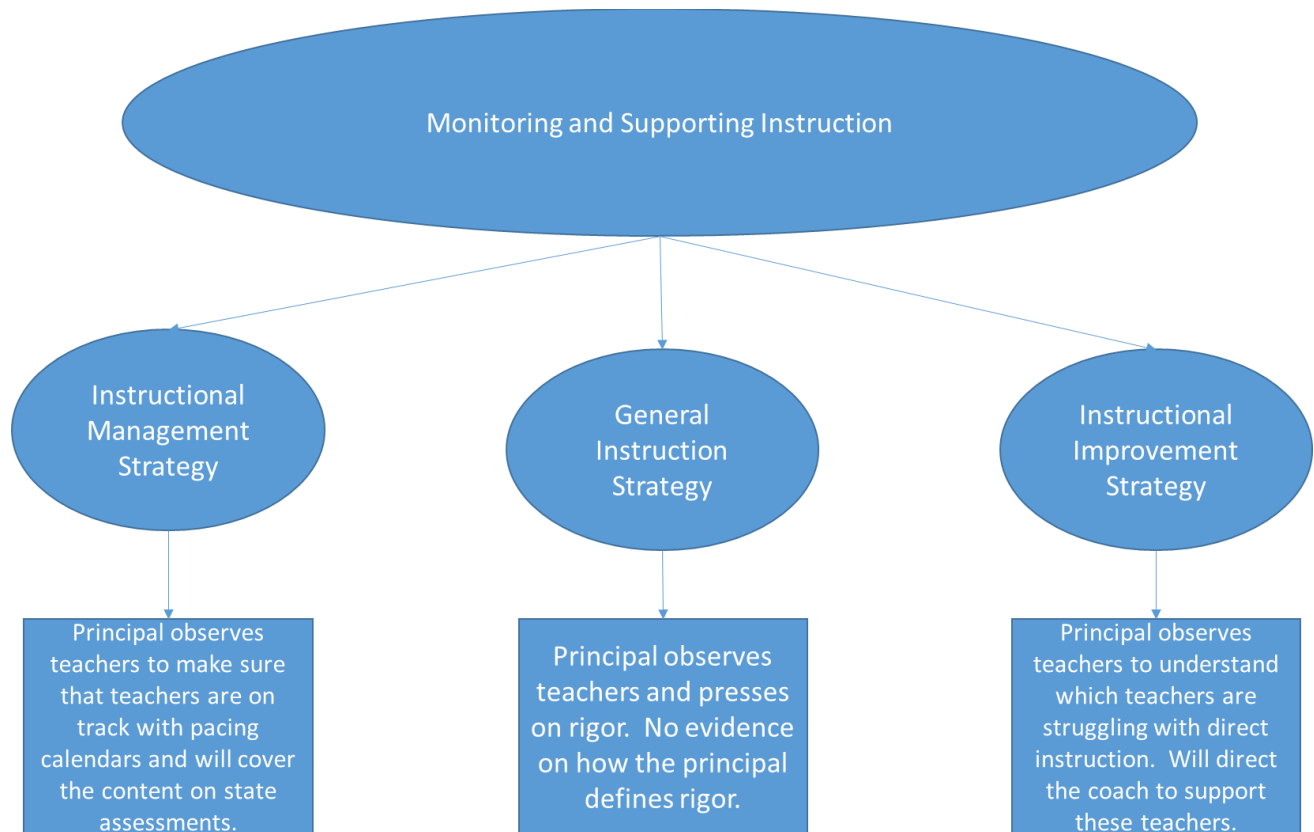 Monitoring and Supporting Instruction
Instructional
Management
Strategy
General
Instruction
Strategy
Instructional
Improvement
Strategy
Principal observes
teachers to make sure
that teachers are on
track with pacing
calendars and will cover
the content on state
assessments.
Principal observes
teachers and presses
on rigor.  No evidence
on how the principal
defines rigor.
Principal observes
teachers to understand
which teachers are
struggling with direct
instruction.  Will direct
the coach to support
these teachers.